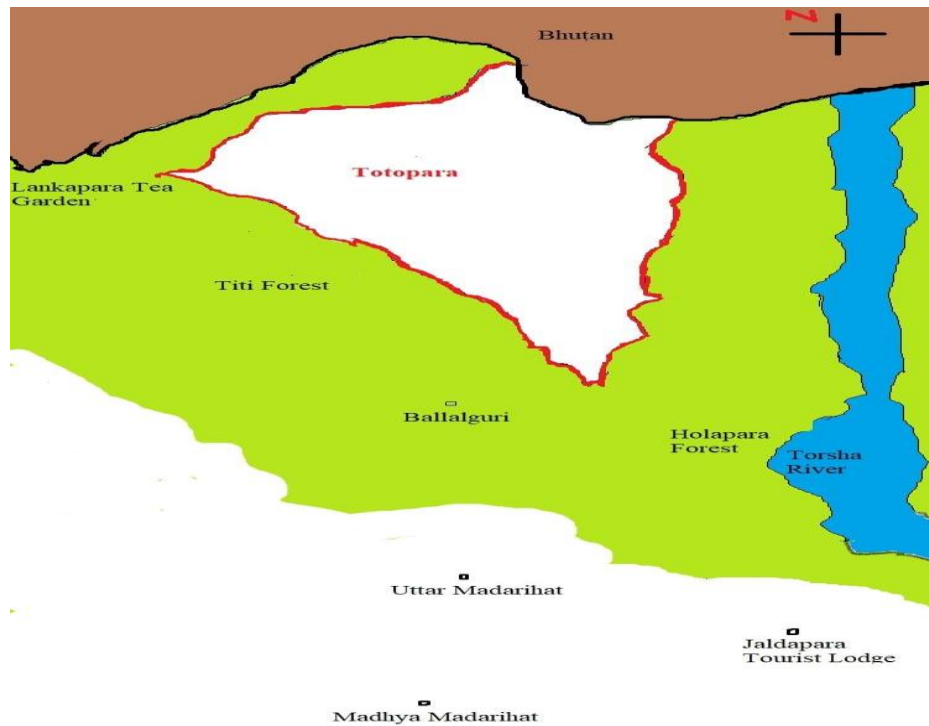 Bhutan
N
Totopara
Lankapara Tea
Garden
Titi Forest
Ballalguri
Holapara
Forest
Torsha
River
Uttar Madarihat
Jaldapara
Tourist Lodge
Madhya Madarihat